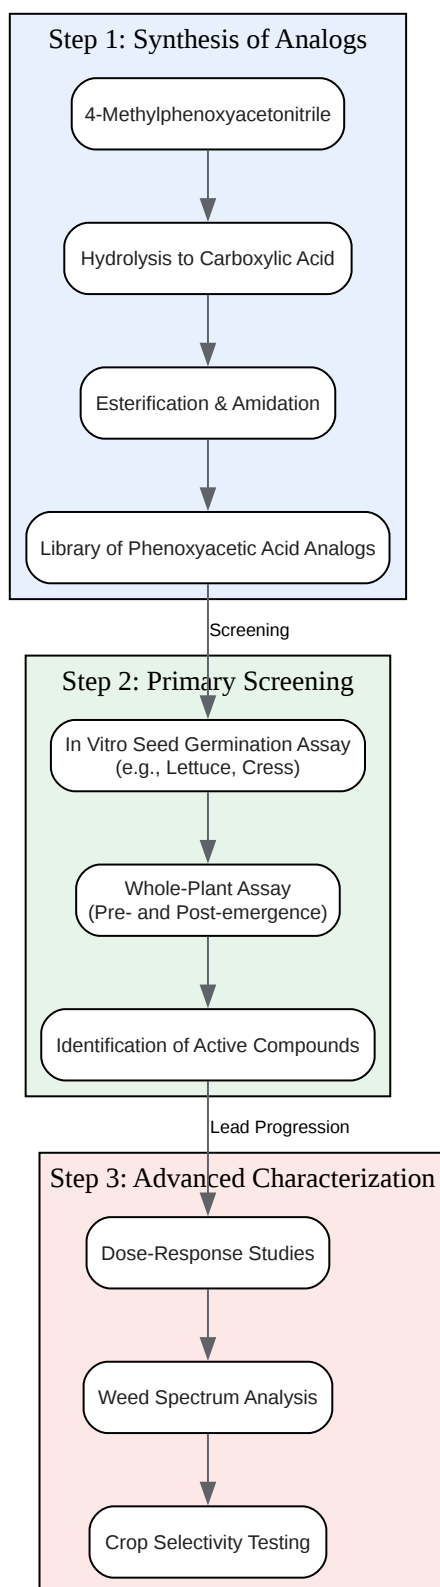 Step 1: Synthesis of Analogs
4-Methylphenoxyacetonitrile
Hydrolysis to Carboxylic Acid
Esterification & Amidation
Library of Phenoxyacetic Acid Analogs
Screening
Step 2: Primary Screening
In Vitro Seed Germination Assay
(e.g., Lettuce, Cress)
Whole-Plant Assay
(Pre- and Post-emergence)
Identification of Active Compounds
Lead Progression
Step 3: Advanced Characterization
Dose-Response Studies
Weed Spectrum Analysis
Crop Selectivity Testing